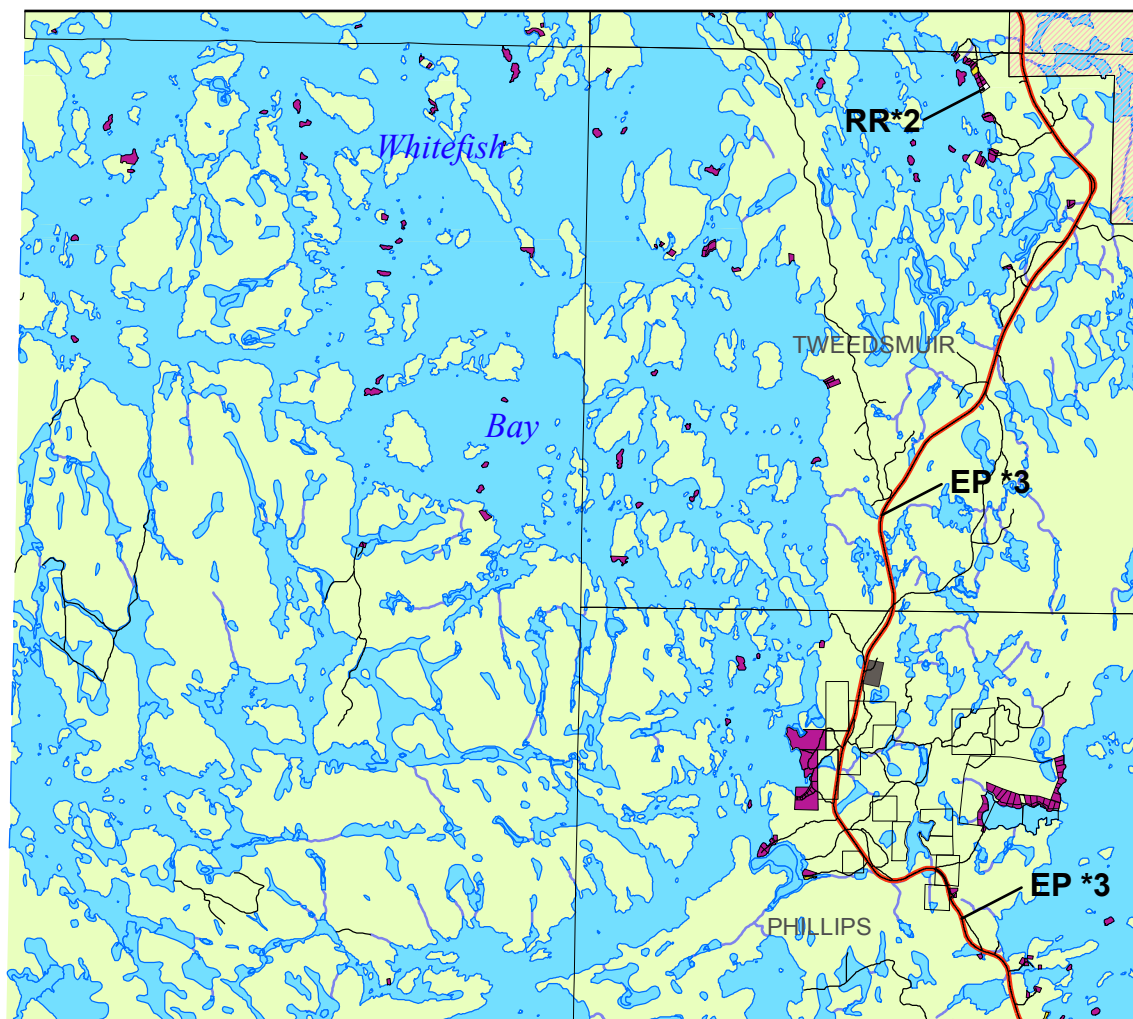 RR*2
Whitefish
TWEEDSMUIR
Bay
EP *3
EP *3
PHILLIPS